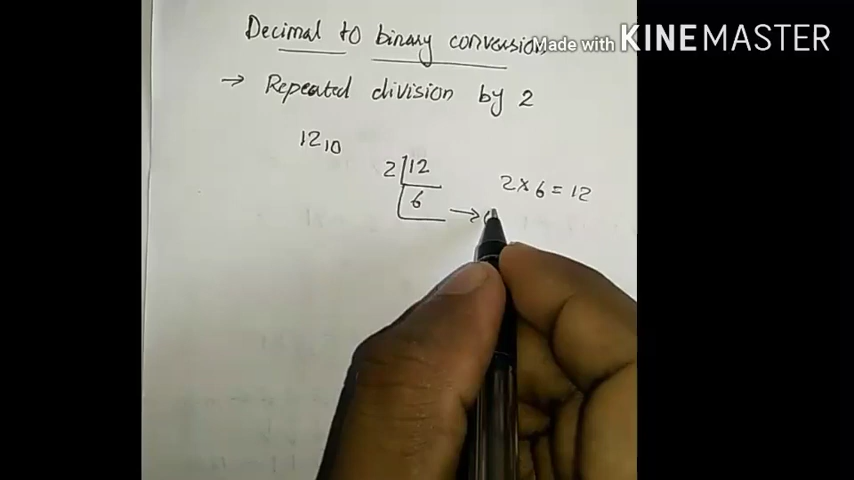 Decimal to binary conversion
Made with KINEMASTER
→ Repeated division by 2
12₁₀
2 12
2 × 6 = 12
6 →